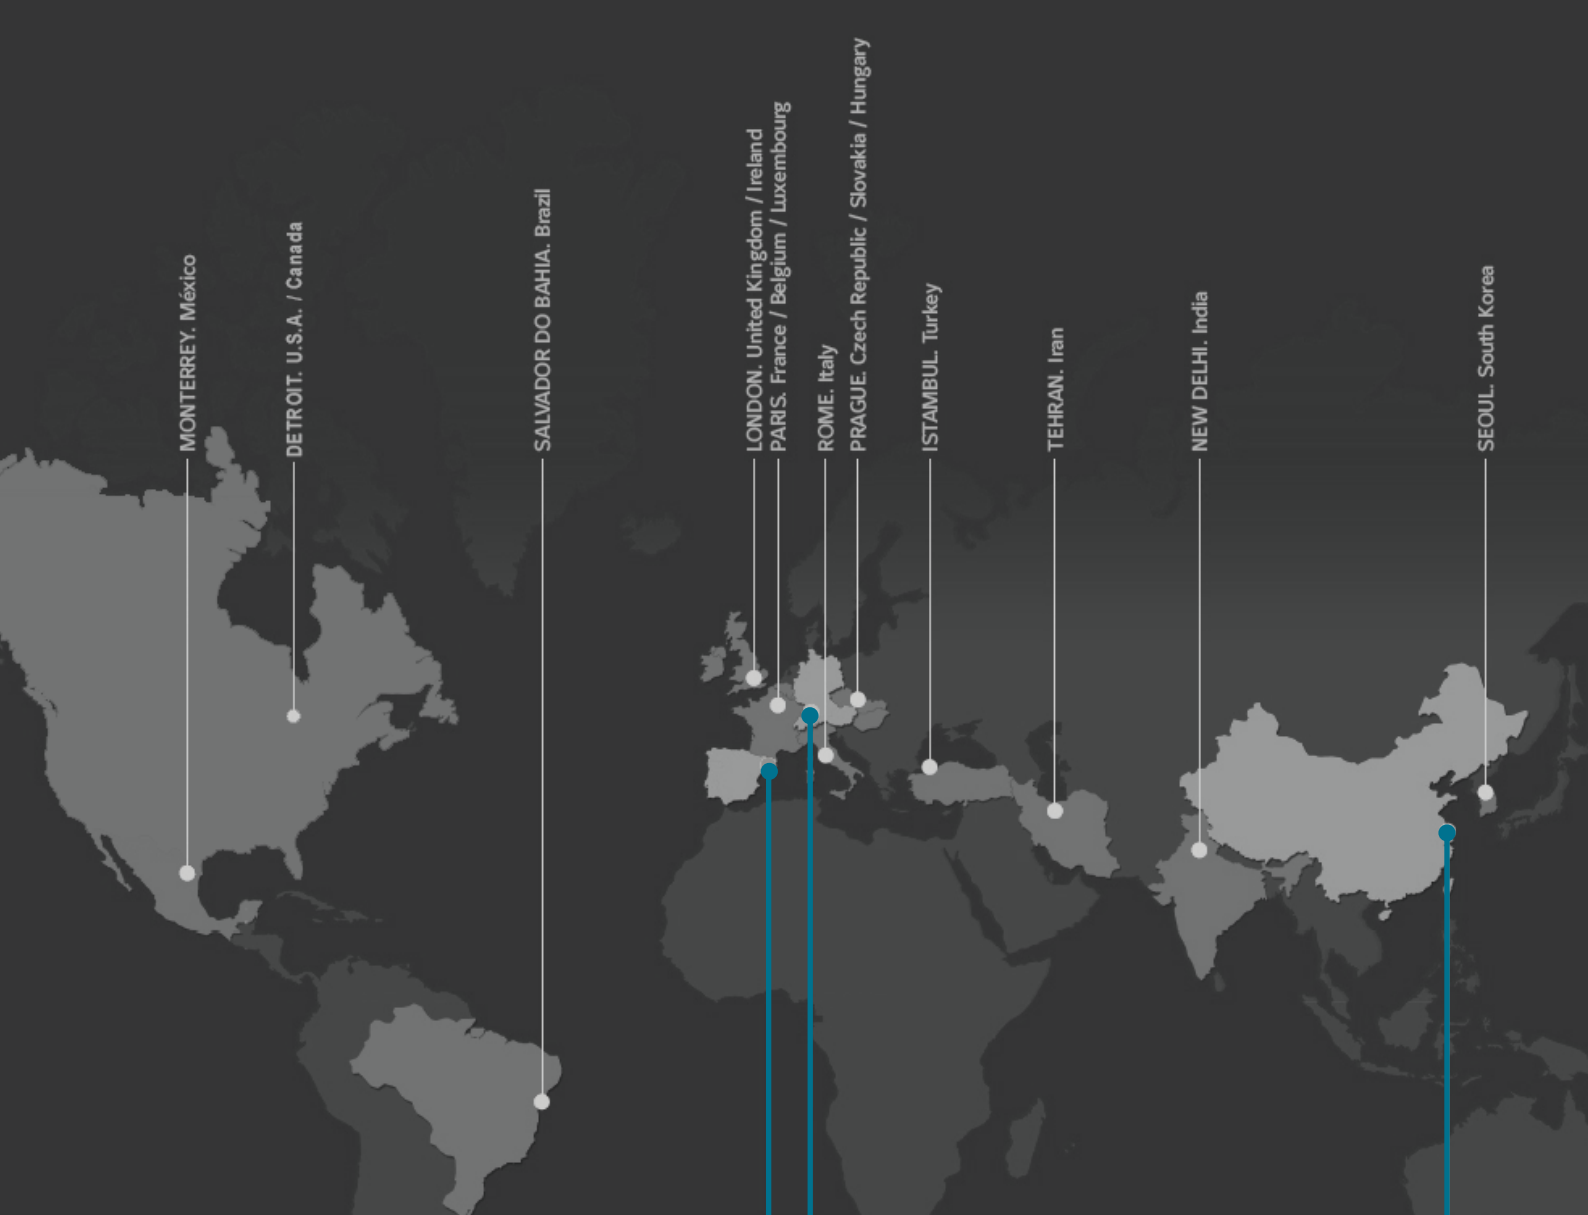 MONTERREY. México
DETROIT. U.S.A. / Canada
SALVADOR DO BAHIA. Brazil
LONDON. United Kingdom / Ireland
PARIS. France / Belgium / Luxembourg
ROME. Italy
PRAGUE. Czech Republic / Slovakia / Hungary
ISTAMBUL. Turkey
TEHRAN. Iran
NEW DELHI. India
SEOUL. South Korea